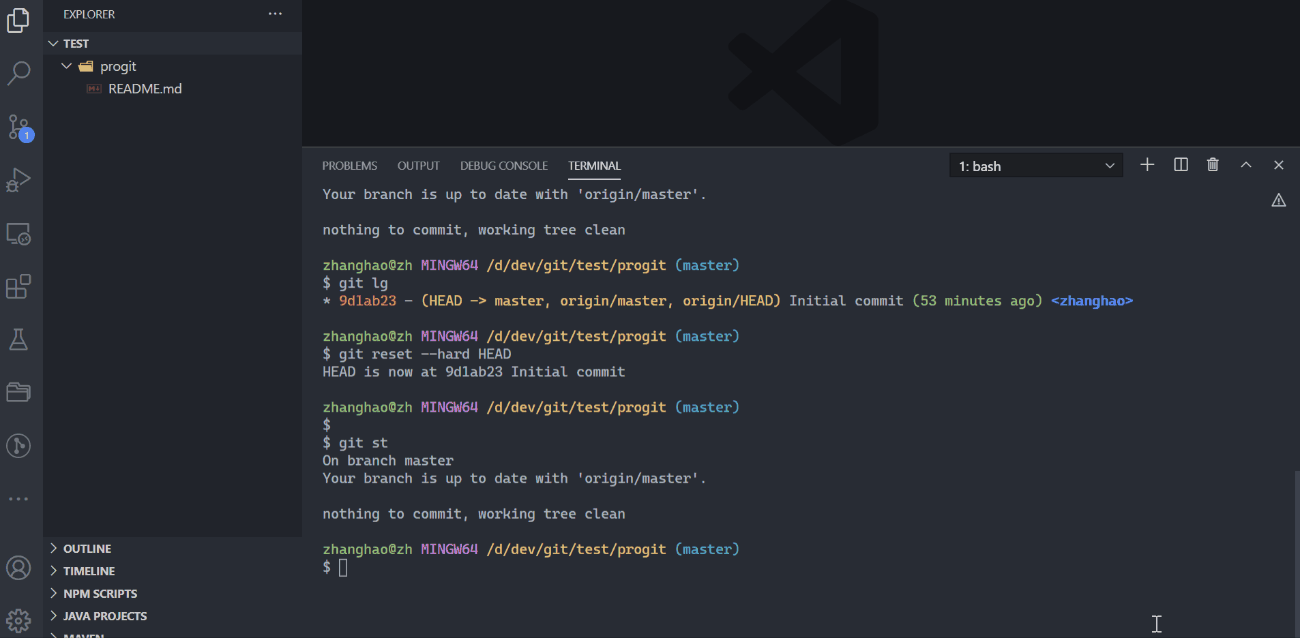 EXPLORER
TEST
progit
README.md
1
PROBLEMS OUTPUT DEBUG CONSOLE TERMINAL 1: bash
Your branch is up to date with 'origin/master'.
nothing to commit, working tree clean
zhanghao@zh MINGW64 /d/dev/git/test/progit (master)
$ git lg
* 9d1ab23 - (HEAD -> master, origin/master, origin/HEAD) Initial commit (53 minutes ago) <zhanghao>
zhanghao@zh MINGW64 /d/dev/git/test/progit (master)
$ git reset --hard HEAD
HEAD is now at 9d1ab23 Initial commit
zhanghao@zh MINGW64 /d/dev/git/test/progit (master)
$
$ git st
On branch master
Your branch is up to date with 'origin/master'.
nothing to commit, working tree clean
zhanghao@zh MINGW64 /d/dev/git/test/progit (master)
$
OUTLINE
TIMELINE
NPM SCRIPTS
JAVA PROJECTS
MAVEN